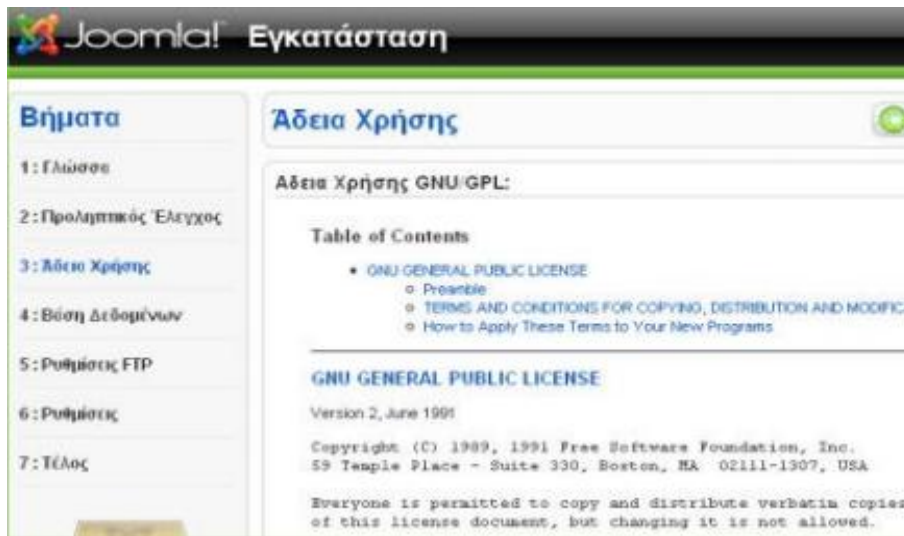 Joomla! Εγκατάσταση
Βήματα
1 : Γλώσσα
2 : Προληπτικός Έλεγχος
3 : Άδεια Χρήσης
4 : Βάση Δεδομένων
5 : Ρυθμίσεις FTP
6 : Ρυθμίσεις
7 : Τέλος
Άδεια Χρήσης
Αδεια Χρήσης GNU/GPL:
Table of Contents
GNU GENERAL PUBLIC LICENSE
Preamble
TERMS AND CONDITIONS FOR COPYING, DISTRIBUTION AND MODIFIC
How to Apply These Terms to Your New Programs
GNU GENERAL PUBLIC LICENSE
Version 2, June 1991
Copyright (C) 1989, 1991 Free Software Foundation, Inc.
59 Temple Place - Suite 330, Boston, MA 02111-1307, USA
Everyone is permitted to copy and distribute verbatim copies
of this license document, but changing it is not allowed.